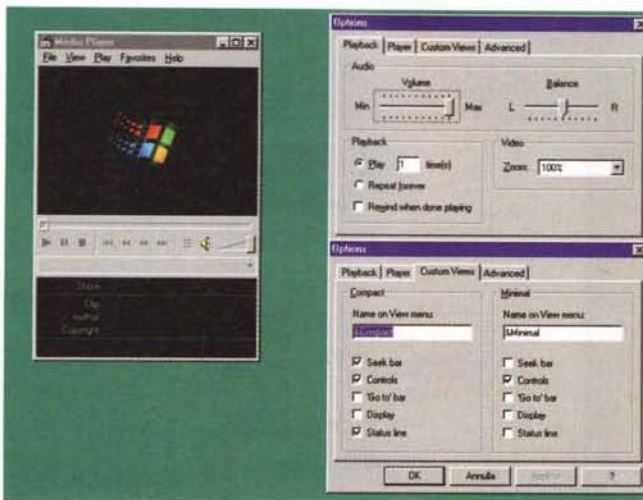 Media Player
File View Play Favorites Help
Show
Clip
Author
Copyright
Options
Playback Player Custom Views Advanced
Audio
Volume
Min Max
Balance
L R
Playback
Play 1 time(s)
Repeat forever
Rewind when done playing
Video
Zoom: 100%
Options
Playback Player Custom Views Advanced
Compact
Name on View menu:
&Compact
Seek bar
Controls
'Go to' bar
Display
Status line
Minimal
Name on View menu:
&Minimal
Seek bar
Controls
'Go to' bar
Display
Status line
OK Annulla ?